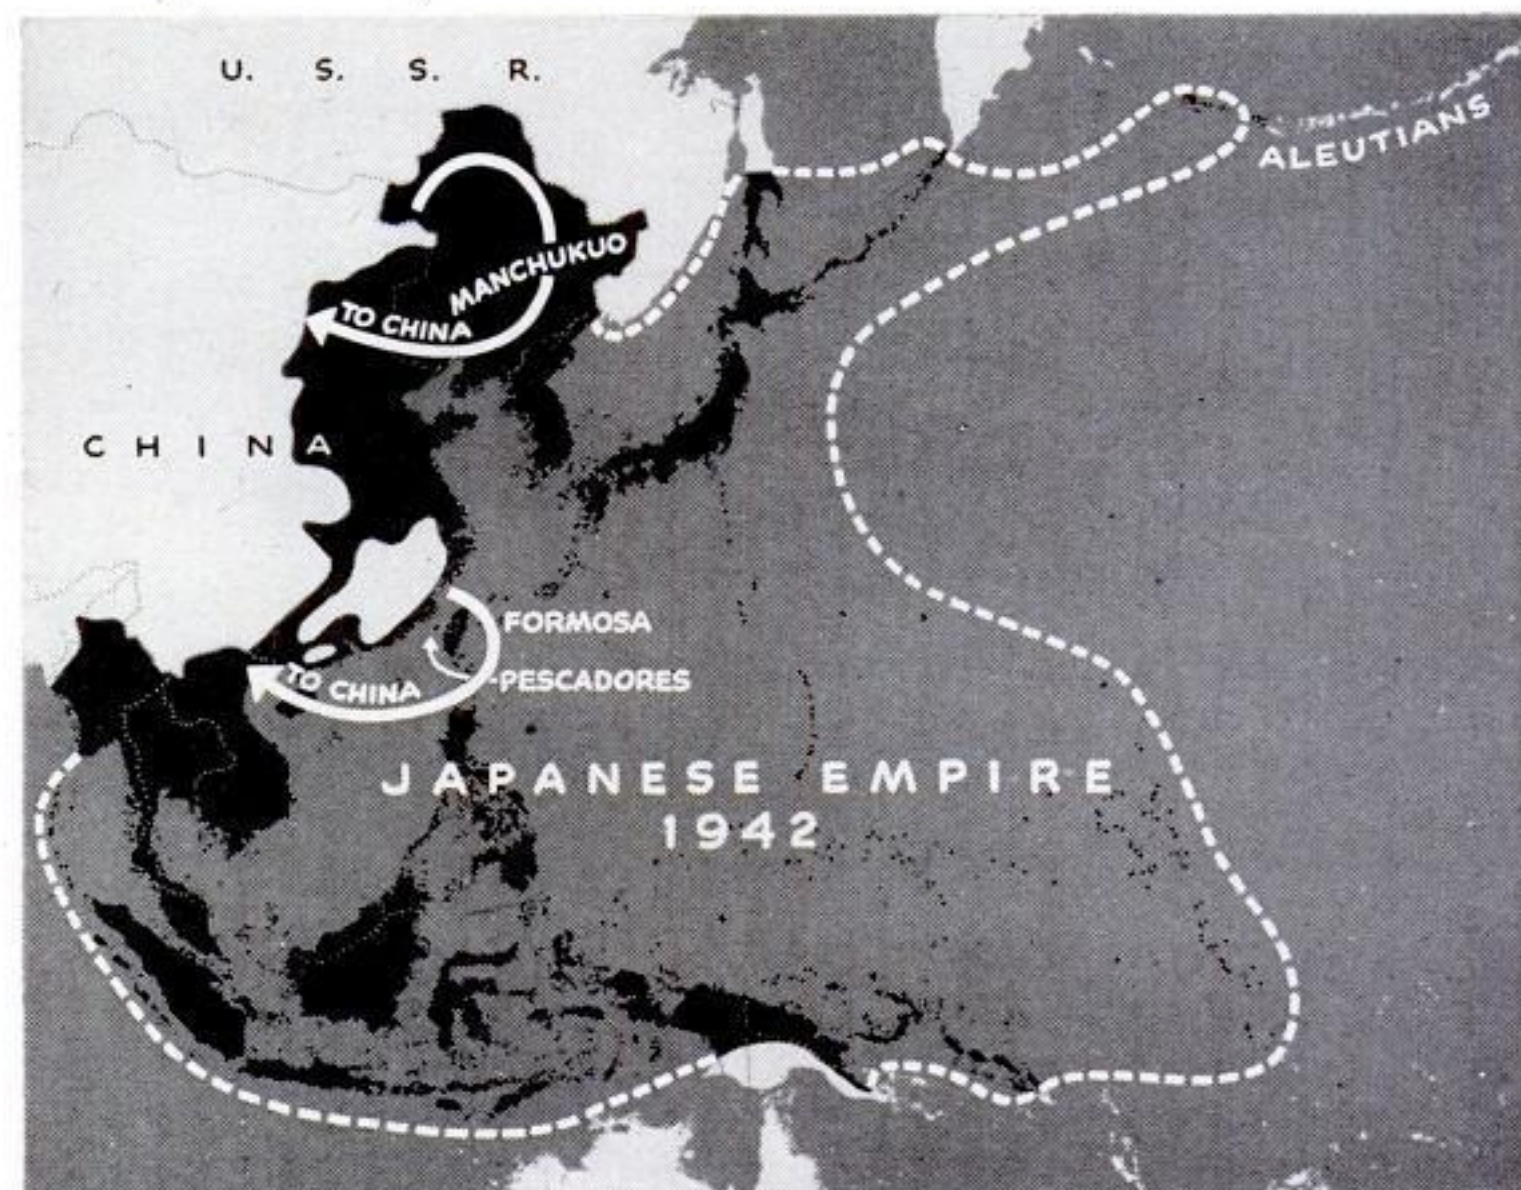 U. S. S. R.
ALEUTIANS
MANCHUKUO
TO CHINA
CHINA
FORMOSA
PESCADORES
TO CHINA
JAPANESE EMPIRE
1942